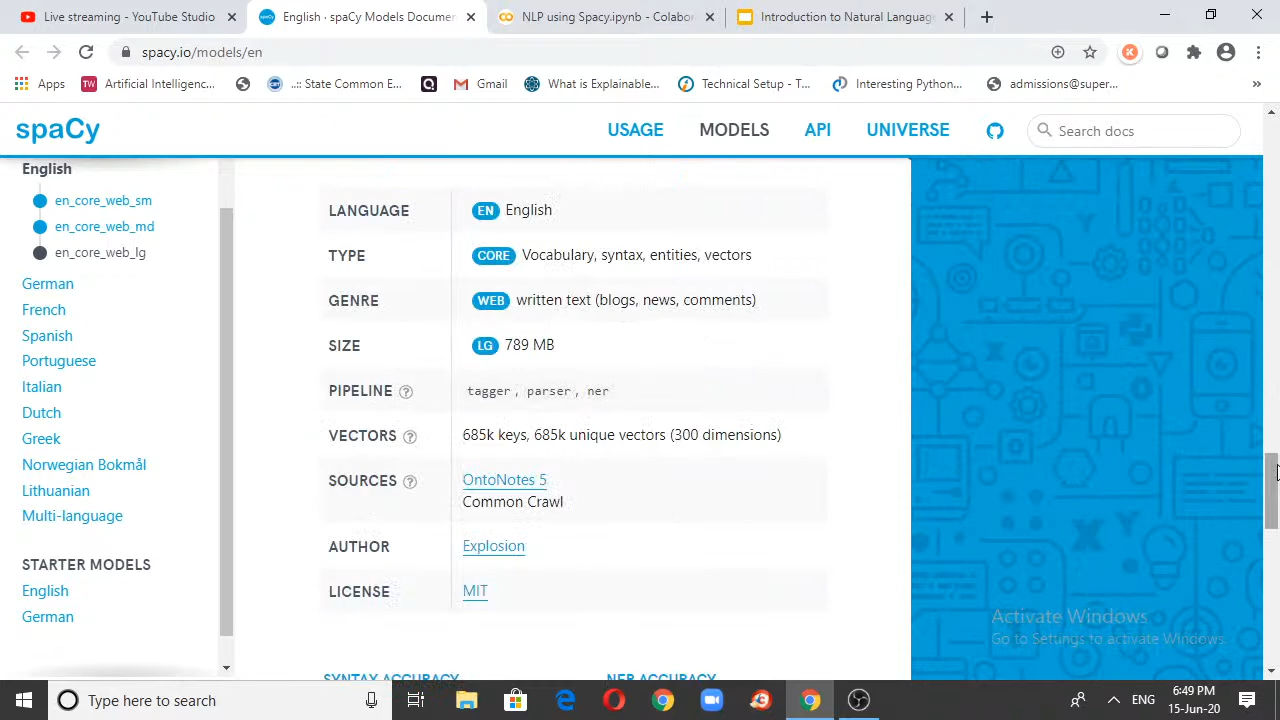 Live streaming - YouTube Studio
English · spaCy Models Documen
NLP using Spacy.ipynb - Colabo
Introduction to Natural Languag
spacy.io/models/en
Apps
Artificial Intelligenc...
..:: State Common E...
Gmail
What is Explainable...
Technical Setup - T...
Interesting Python...
admissions@super...
spaCy
USAGE
MODELS
API
UNIVERSE
Search docs
English
en_core_web_sm
en_core_web_md
en_core_web_lg
German
French
Spanish
Portuguese
Italian
Dutch
Greek
Norwegian Bokmål
Lithuanian
Multi-language
STARTER MODELS
English
German
LANGUAGE
EN English
TYPE
CORE Vocabulary, syntax, entities, vectors
GENRE
WEB written text (blogs, news, comments)
SIZE
LG 789 MB
PIPELINE ?
tagger, parser, ner
VECTORS ?
685k keys, 685k unique vectors (300 dimensions)
SOURCES ?
OntoNotes 5
Common Crawl
AUTHOR
Explosion
LICENSE
MIT
SYNTAX ACCURACY
NER ACCURACY
Activate Windows
Go to Settings to activate Windows.
Type here to search
ENG
6:49 PM
15-Jun-20